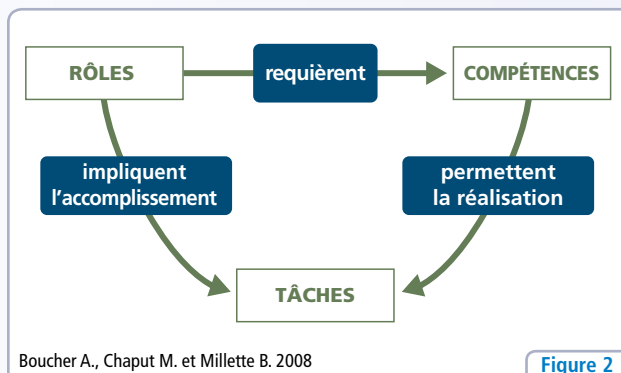 RÔLES
requièrent
COMPÉTENCES
impliquent
l'accomplissement
permettent
la réalisation
TÂCHES
Boucher A., Chaput M. et Millette B. 2008
Figure 2